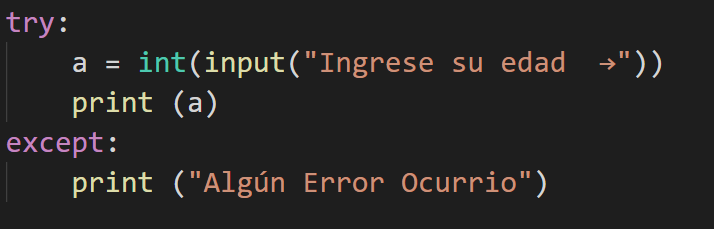 try:
    a = int(input("Ingrese su edad  →"))
    print (a)
except:
    print ("Algún Error Ocurrio")